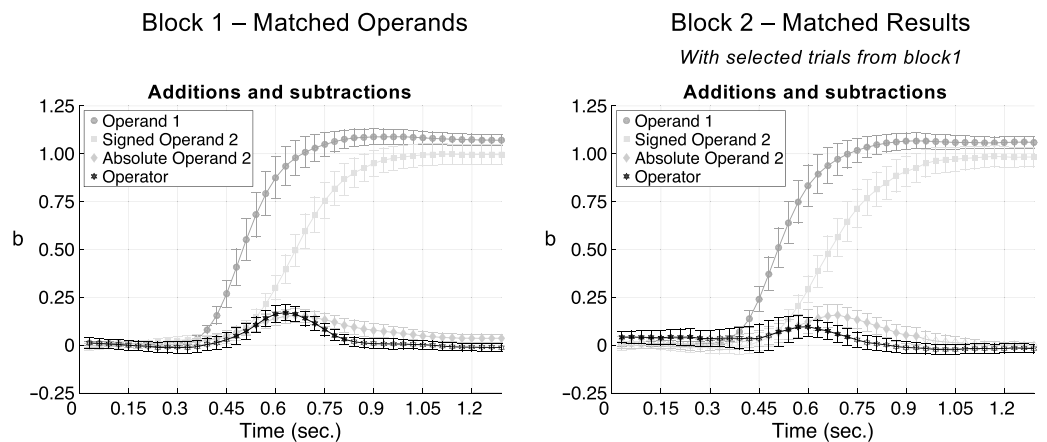 Block 1 – Matched Operands
Additions and subtractions
1.25
1.00
0.75
0.50
0.25
0
−0.25
b
Operand 1
Signed Operand 2
Absolute Operand 2
Operator
0 0.15 0.3 0.45 0.6 0.75 0.9 1.05 1.2
Time (sec.)
Block 2 – Matched Results
With selected trials from block1
Additions and subtractions
1.25
1.00
0.75
0.50
0.25
0
−0.25
b
Operand 1
Signed Operand 2
Absolute Operand 2
Operator
0 0.15 0.3 0.45 0.6 0.75 0.9 1.05 1.2
Time (sec.)